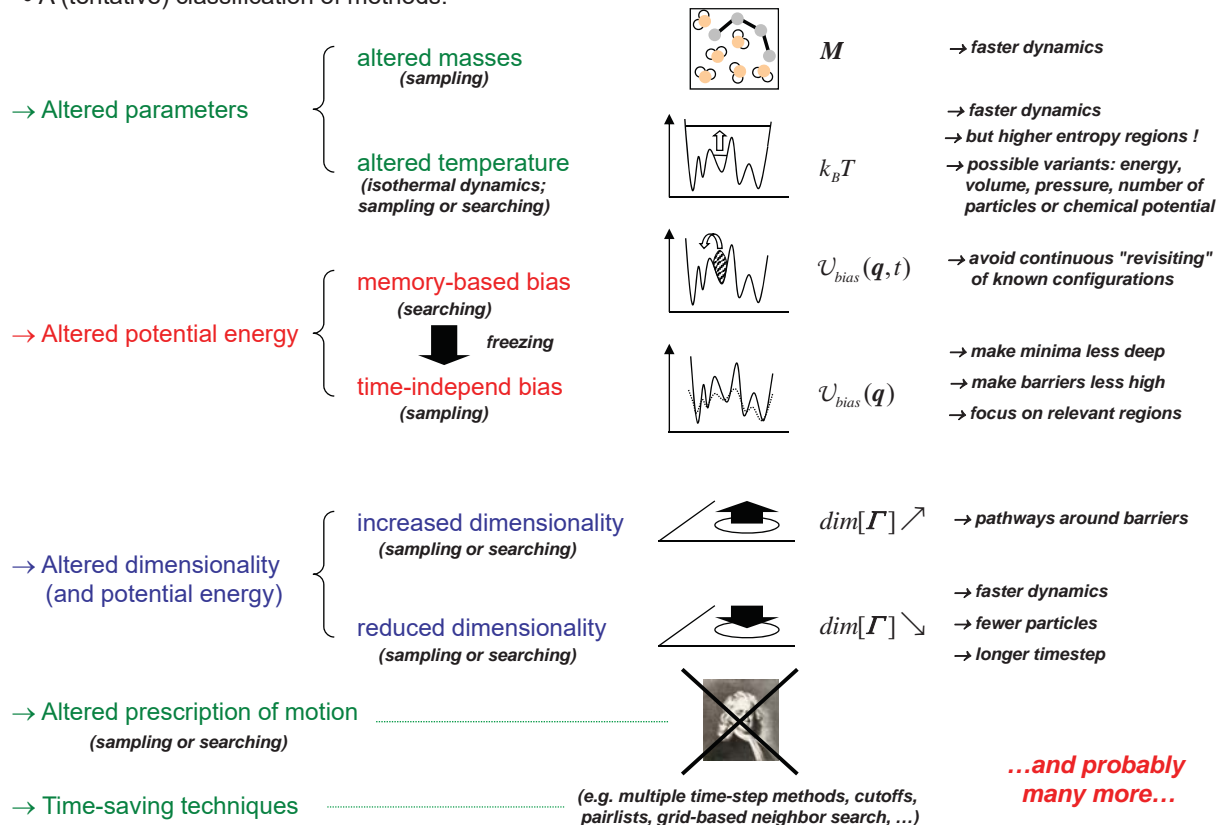 • A (tentative) classification of methods:
→ Altered parameters
altered masses
(sampling)
M
→ faster dynamics
altered temperature
(isothermal dynamics;
sampling or searching)
k_BT
→ faster dynamics
→ but higher entropy regions !
→ possible variants: energy,
volume, pressure, number of
particles or chemical potential
→ Altered potential energy
memory-based bias
(searching)
freezing
𝒰_bias(q,t)
→ avoid continuous "revisiting"
of known configurations
time-independ bias
(sampling)
𝒰_bias(q)
→ make minima less deep
→ make barriers less high
→ focus on relevant regions
→ Altered dimensionality
(and potential energy)
increased dimensionality
(sampling or searching)
dim[Γ] ↗
→ pathways around barriers
reduced dimensionality
(sampling or searching)
dim[Γ] ↘
→ faster dynamics
→ fewer particles
→ longer timestep
→ Altered prescription of motion
(sampling or searching)
→ Time-saving techniques
(e.g. multiple time-step methods, cutoffs,
pairlists, grid-based neighbor search, ...)
...and probably
many more...